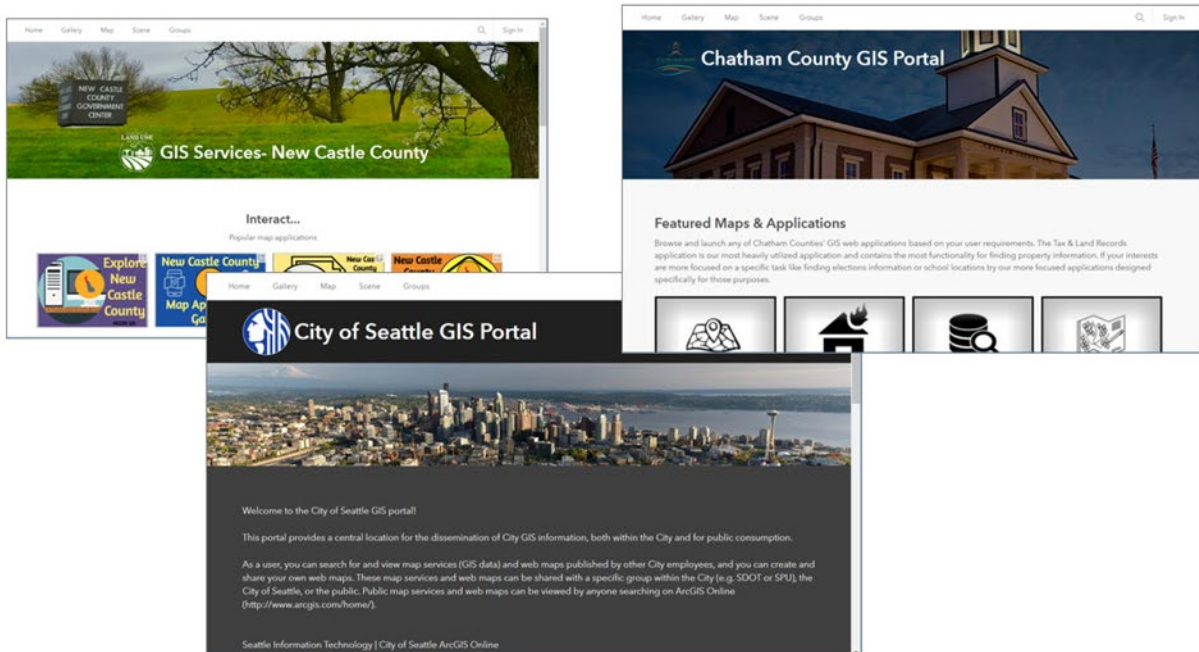 Home Gallery Map Scene Groups Sign In
NEW CASTLE
COUNTY
GOVERNMENT
CENTER
LAND USE
GIS Services- New Castle County
Interact...
Popular map applications
Explore
New
Castle
County
New Castle County
Map Ap
Ga
New Cas
County
New Castle
County
Home Gallery Map Scene Groups Sign In
Chatham County GIS Portal
Featured Maps & Applications
Browse and launch any of Chatham Counties' GIS web applications based on your user requirements. The Tax & Land Records
application is our most heavily utilized application and contains the most functionality for finding property information. If your interests
are more focused on a specific task like finding elections information or school locations try our more focused applications designed
specifically for those purposes.
Home Gallery Map Scene Groups
City of Seattle GIS Portal
Welcome to the City of Seattle GIS portal!
This portal provides a central location for the dissemination of City GIS information, both within the City and for public consumption.
As a user, you can search for and view map services (GIS data) and web maps published by other City employees, and you can create and
share your own web maps. These map services and web maps can be shared with a specific group within the City (e.g. SDOT or SPU), the
City of Seattle, or the public. Public map services and web maps can be viewed by anyone searching on ArcGIS Online
(http://www.arcgis.com/home/).
Seattle Information Technology | City of Seattle ArcGIS Online